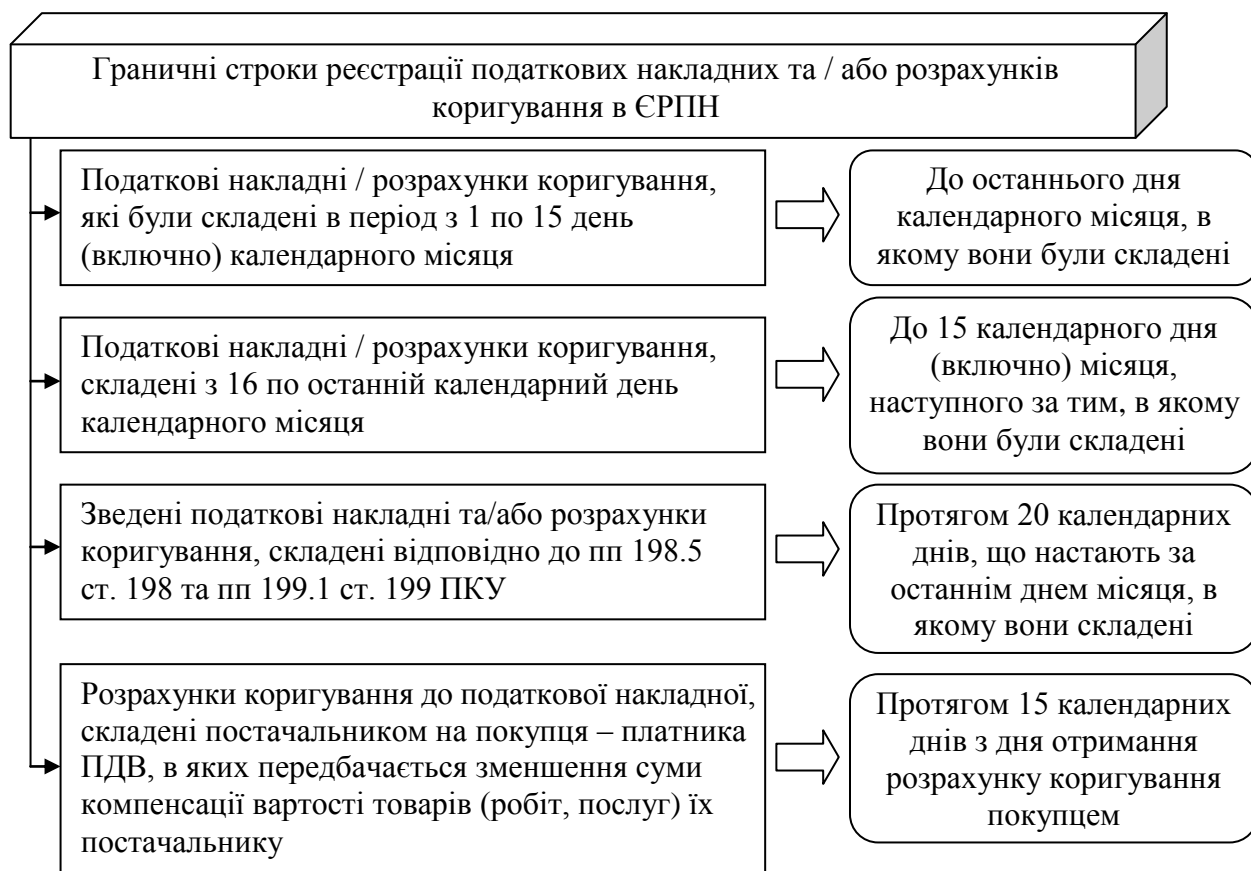 Граничні строки реєстрації податкових накладних та / або розрахунків
коригування в ЄРПН
Податкові накладні / розрахунки коригування,
які були складені в період з 1 по 15 день
(включно) календарного місяця
До останнього дня
календарного місяця, в
якому вони були складені
Податкові накладні / розрахунки коригування,
складені з 16 по останній календарний день
календарного місяця
До 15 календарного дня
(включно) місяця,
наступного за тим, в якому
вони були складені
Зведені податкові накладні та/або розрахунки
коригування, складені відповідно до пп 198.5
ст. 198 та пп 199.1 ст. 199 ПКУ
Протягом 20 календарних
днів, що настають за
останнім днем місяця, в
якому вони складені
Розрахунки коригування до податкової накладної,
складені постачальником на покупця – платника
ПДВ, в яких передбачається зменшення суми
компенсації вартості товарів (робіт, послуг) їх
постачальнику
Протягом 15 календарних
днів з дня отримання
розрахунку коригування
покупцем